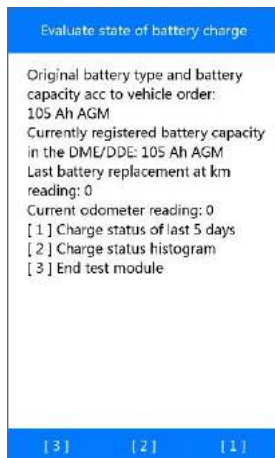 Evaluate state of battery charge
Original battery type and battery
capacity acc to vehicle order:
105 Ah AGM
Currently registered battery capacity
in the DME/DDE: 105 Ah AGM
Last battery replacement at km
reading: 0
Current odometer reading: 0
[ 1 ] Charge status of last 5 days
[ 2 ] Charge status histogram
[ 3 ] End test module
[ 3 ] [ 2 ] [ 1 ]